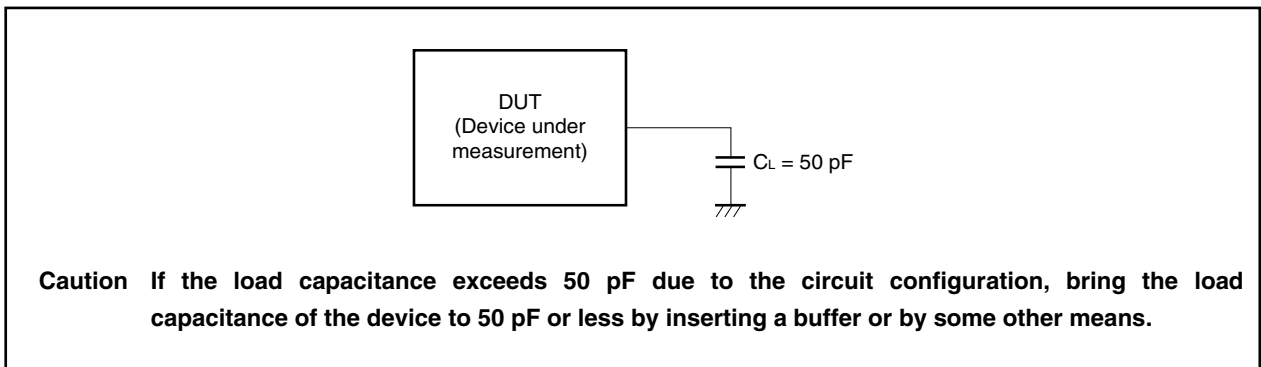 DUT
(Device under
measurement)
CL = 50 pF
Caution If the load capacitance exceeds 50 pF due to the circuit configuration, bring the load
capacitance of the device to 50 pF or less by inserting a buffer or by some other means.